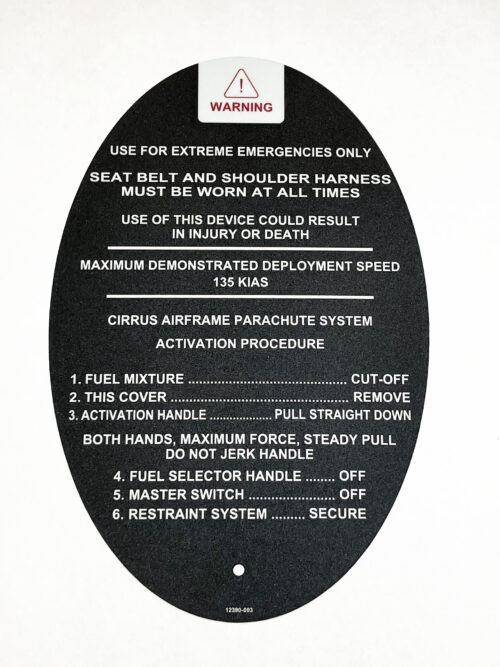 !
WARNING
USE FOR EXTREME EMERGENCIES ONLY
SEAT BELT AND SHOULDER HARNESS
MUST BE WORN AT ALL TIMES
USE OF THIS DEVICE COULD RESULT
IN INJURY OR DEATH
MAXIMUM DEMONSTRATED DEPLOYMENT SPEED
135 KIAS
CIRRUS AIRFRAME PARACHUTE SYSTEM
ACTIVATION PROCEDURE
1. FUEL MIXTURE ..................................... CUT-OFF
2. THIS COVER .......................................... REMOVE
3. ACTIVATION HANDLE .................. PULL STRAIGHT DOWN
BOTH HANDS, MAXIMUM FORCE, STEADY PULL
DO NOT JERK HANDLE
4. FUEL SELECTOR HANDLE ........ OFF
5. MASTER SWITCH ..................... OFF
6. RESTRAINT SYSTEM ......... SECURE
12390-003